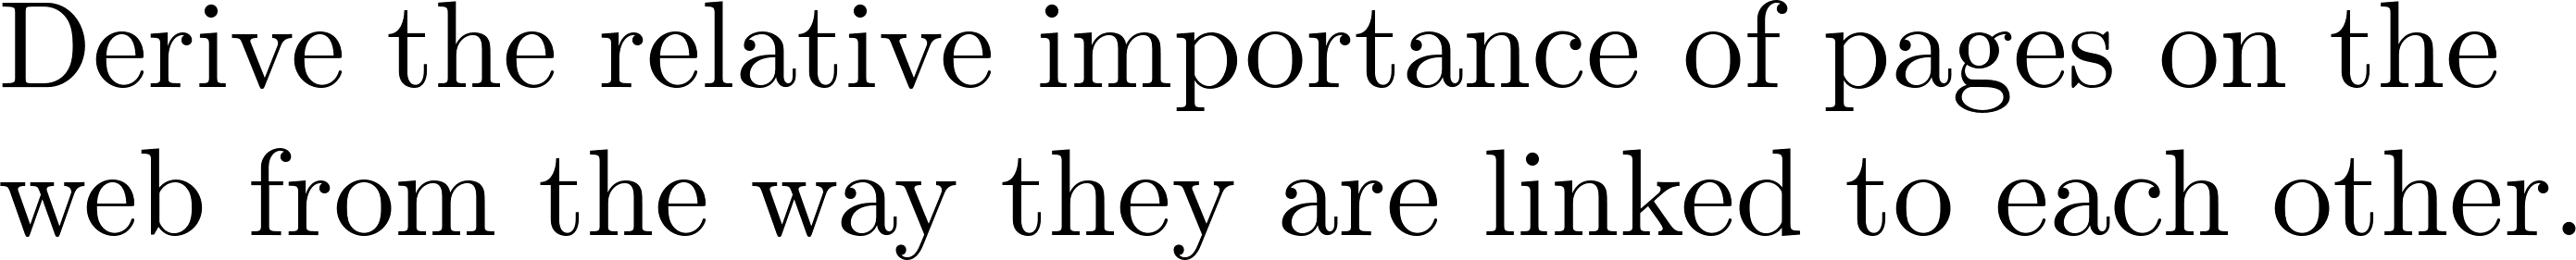 Derive the relative importance of pages on the
web from the way they are linked to each other.